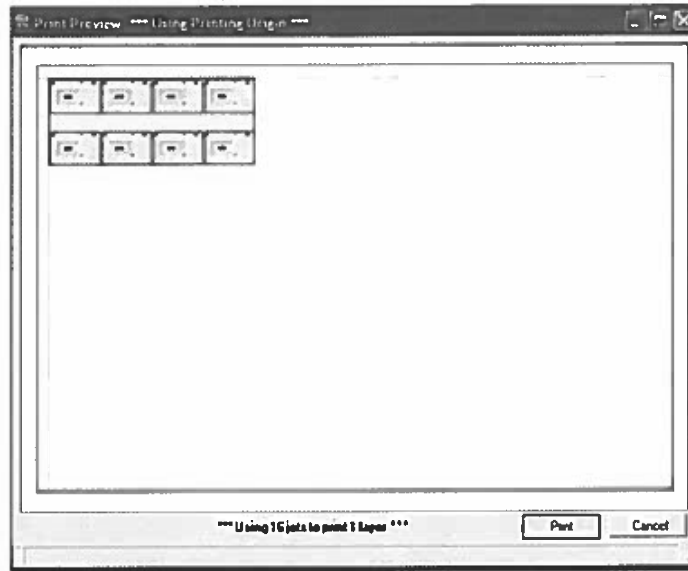 Print Preview *** Using Printing Origin ***
*** Using 16 jets to print 1 layer ***
Print
Cancel